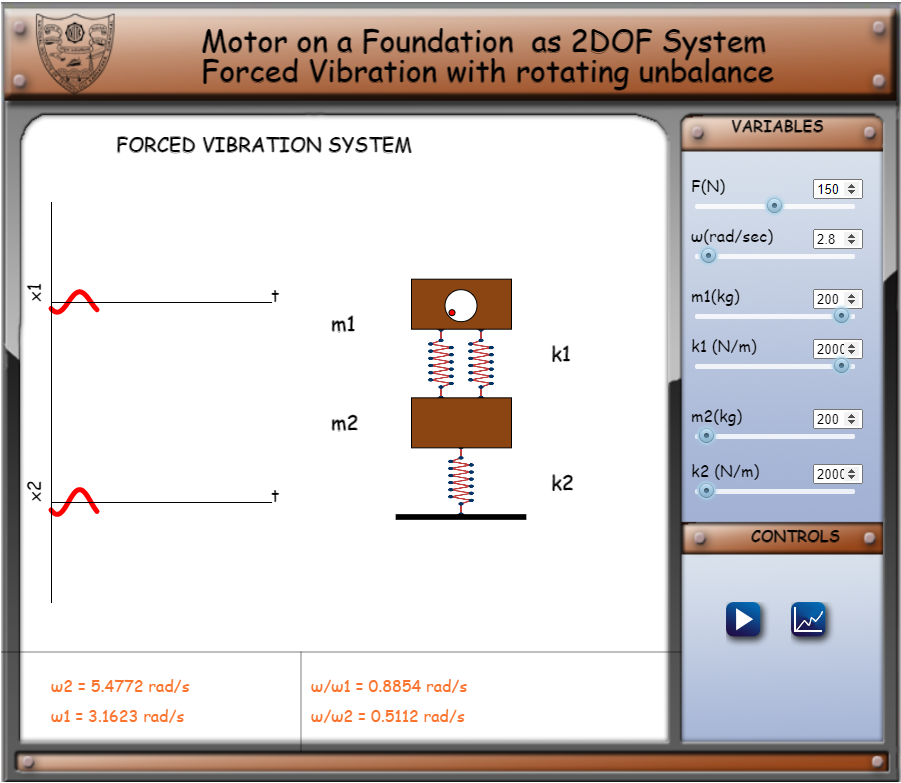 Motor on a Foundation as 2DOF System
Forced Vibration with rotating unbalance
FORCED VIBRATION SYSTEM
x1
t
x2
t
m1
k1
m2
k2
VARIABLES
F(N)
150
ω(rad/sec)
2.8
m1(kg)
200
k1 (N/m)
200
m2(kg)
200
k2 (N/m)
200
CONTROLS
ω2 = 5.4772 rad/s
ω1 = 3.1623 rad/s
ω/ω1 = 0.8854 rad/s
ω/ω2 = 0.5112 rad/s